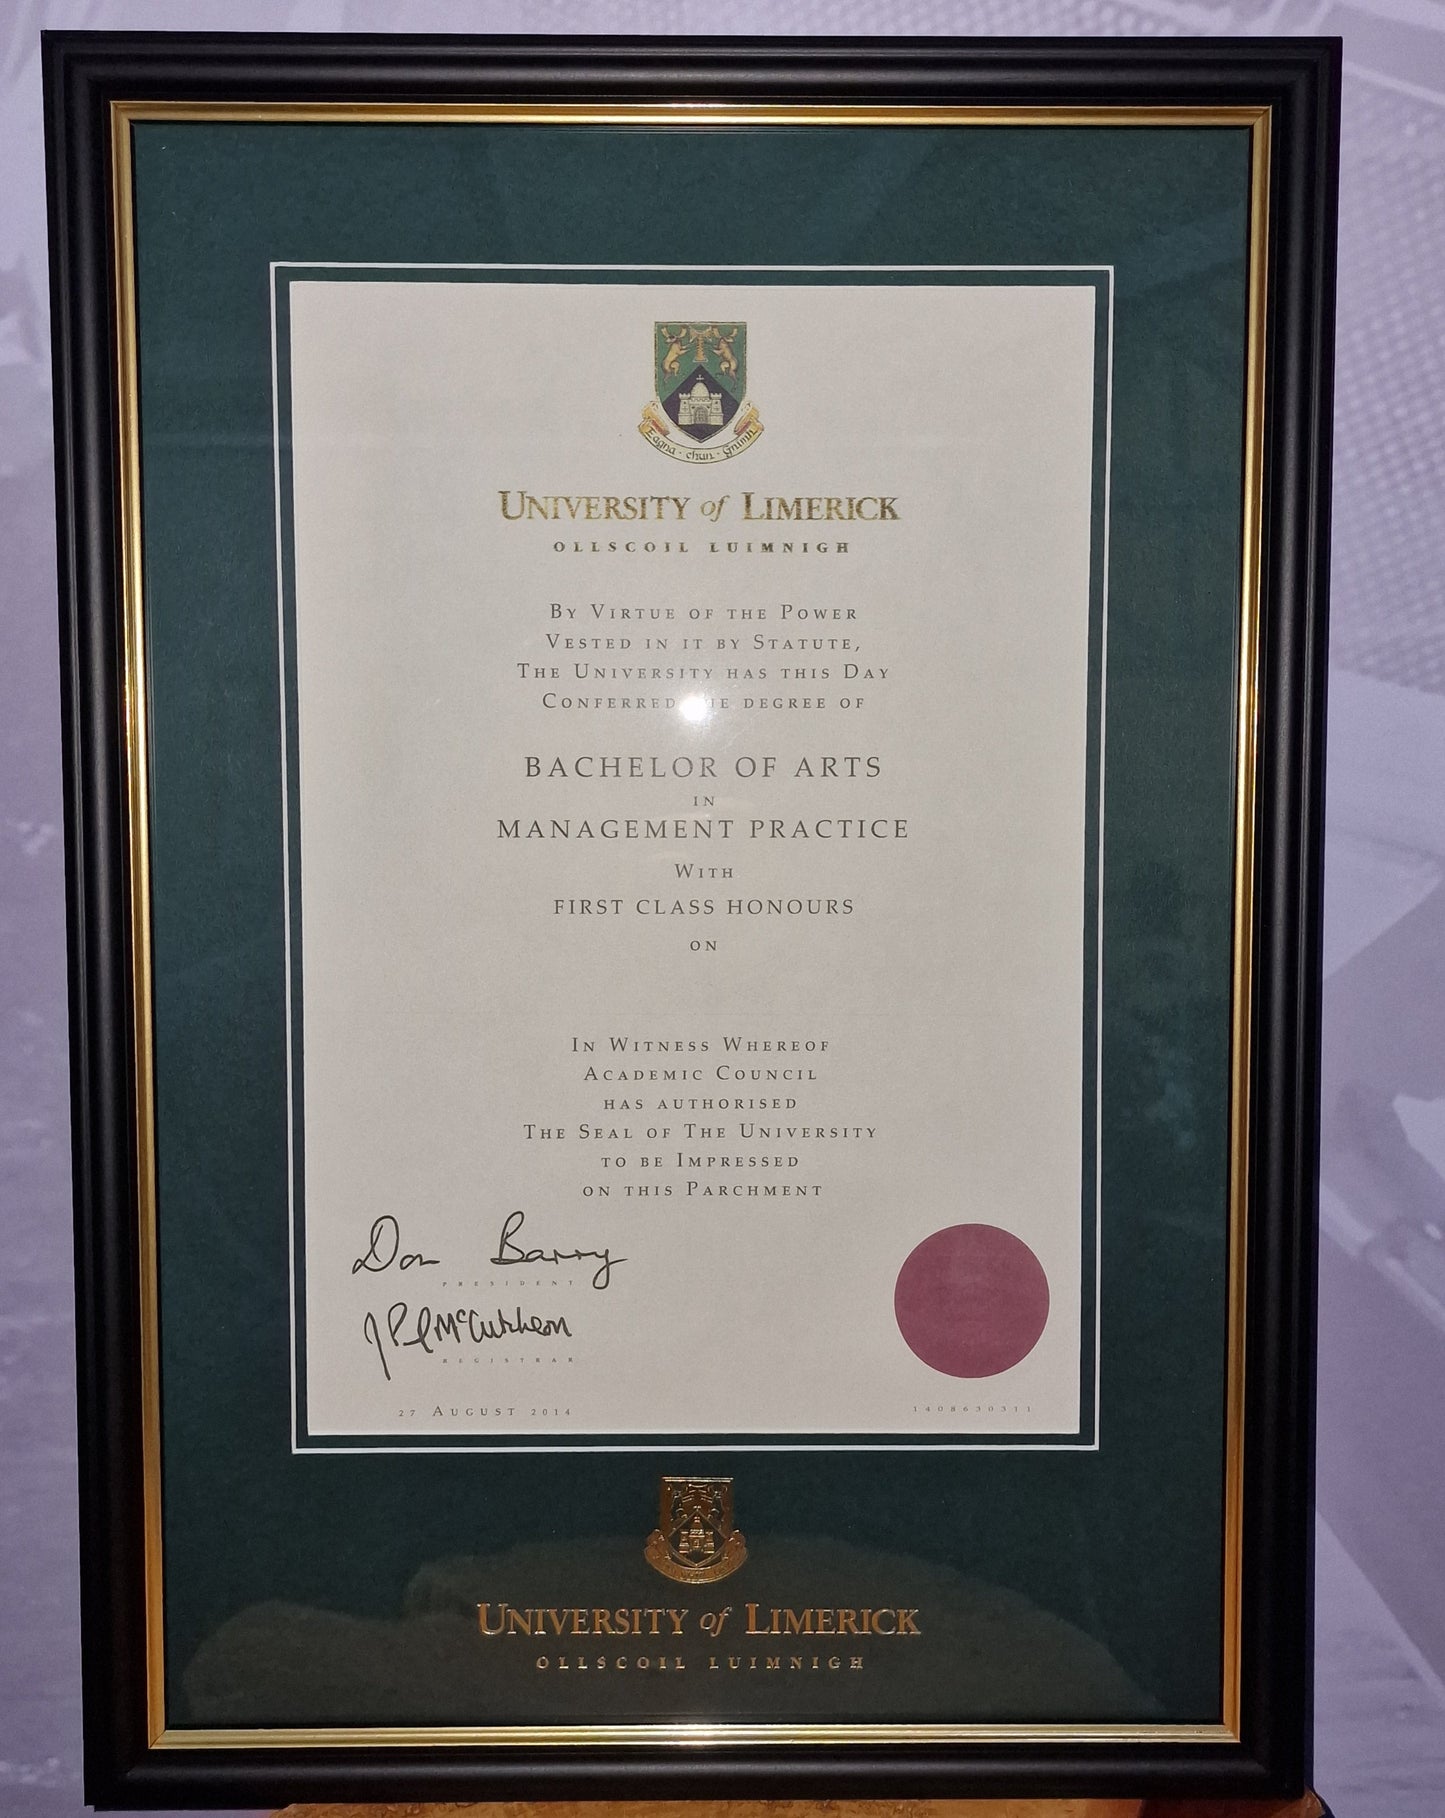 Eagna · chun · Gnímh
UNIVERSITY of LIMERICK
OLLSCOIL LUIMNIGH
BY VIRTUE OF THE POWER
VESTED IN IT BY STATUTE,
THE UNIVERSITY HAS THIS DAY
CONFERRED DEGREE OF
BACHELOR OF ARTS
IN
MANAGEMENT PRACTICE
WITH
FIRST CLASS HONOURS
ON
IN WITNESS WHEREOF
ACADEMIC COUNCIL
HAS AUTHORISED
THE SEAL OF THE UNIVERSITY
TO BE IMPRESSED
ON THIS PARCHMENT
Don Barry
PRESIDENT
McCutcheon
REGISTRAR
27 AUGUST 2014
1408630311
UNIVERSITY of LIMERICK
OLLSCOIL LUIMNIGH